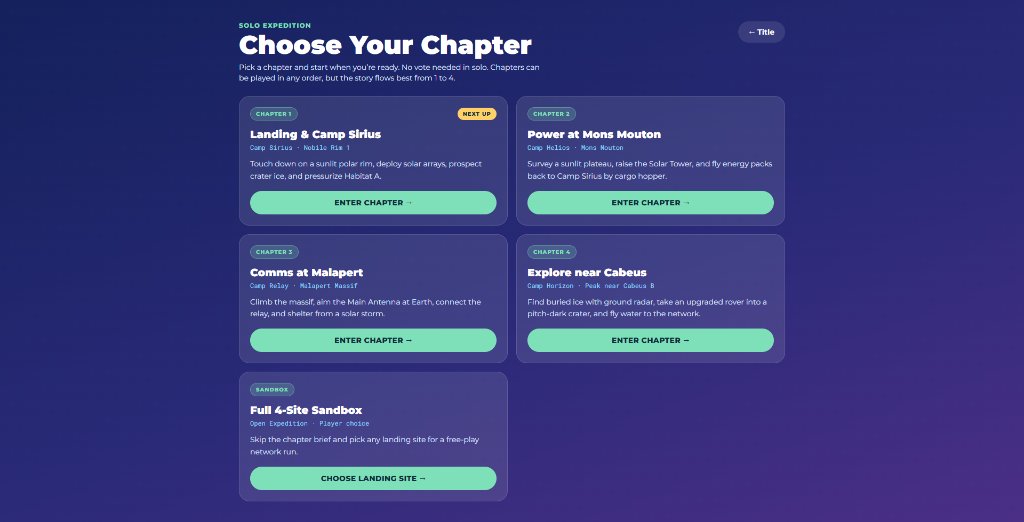 SOLO EXPEDITION
Choose Your Chapter
← Title
Pick a chapter and start when you're ready. No vote needed in solo. Chapters can
be played in any order, but the story flows best from 1 to 4.
CHAPTER 1
NEXT UP
Landing & Camp Sirius
Camp Sirius · Nobile Rim 1
Touch down on a sunlit polar rim, deploy solar arrays, prospect
crater ice, and pressurize Habitat A.
ENTER CHAPTER →
CHAPTER 2
Power at Mons Mouton
Camp Helios · Mons Mouton
Survey a sunlit plateau, raise the Solar Tower, and fly energy packs
back to Camp Sirius by cargo hopper.
ENTER CHAPTER →
CHAPTER 3
Comms at Malapert
Camp Relay · Malapert Massif
Climb the massif, aim the Main Antenna at Earth, connect the
relay, and shelter from a solar storm.
ENTER CHAPTER →
CHAPTER 4
Explore near Cabeus
Camp Horizon · Peak near Cabeus B
Find buried ice with ground radar, take an upgraded rover into a
pitch-dark crater, and fly water to the network.
ENTER CHAPTER →
SANDBOX
Full 4-Site Sandbox
Open Expedition · Player choice
Skip the chapter brief and pick any landing site for a free-play
network run.
CHOOSE LANDING SITE →